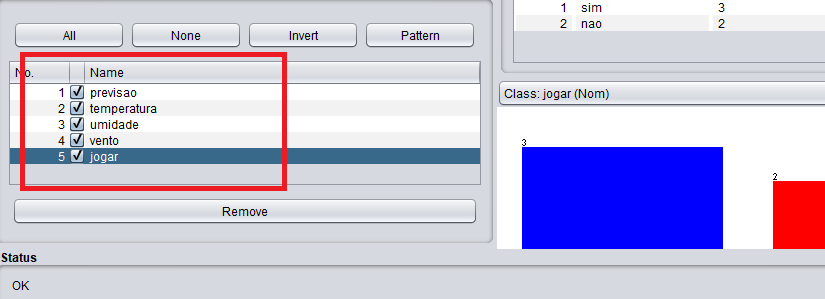 1 sim 3
2 nao 2
All None Invert Pattern
No. Name
1 previsao
2 temperatura
3 umidade
4 vento
5 jogar
Remove
Class: jogar (Nom)
3
2
Status
OK